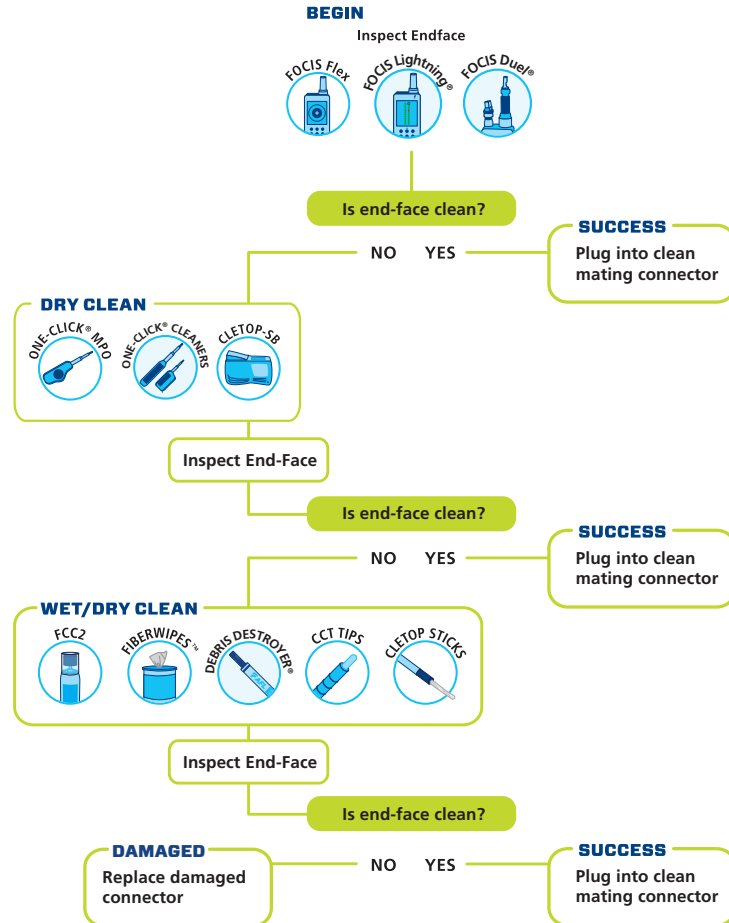 BEGIN
Inspect Endface
FOCIS Flex
FOCIS Lightning®
FOCIS Duel®
Is end-face clean?
NO YES
SUCCESS
Plug into clean
mating connector
DRY CLEAN
ONE-CLICK® MPO
ONE-CLICK® CLEANERS
CLETOP-SB
Inspect End-Face
Is end-face clean?
NO YES
SUCCESS
Plug into clean
mating connector
WET/DRY CLEAN
FCC2
FIBERWIPES™
DEBRIS DESTROYER®
CCT TIPS
CLETOP STICKS
Inspect End-Face
Is end-face clean?
DAMAGED
Replace damaged
connector
NO YES
SUCCESS
Plug into clean
mating connector